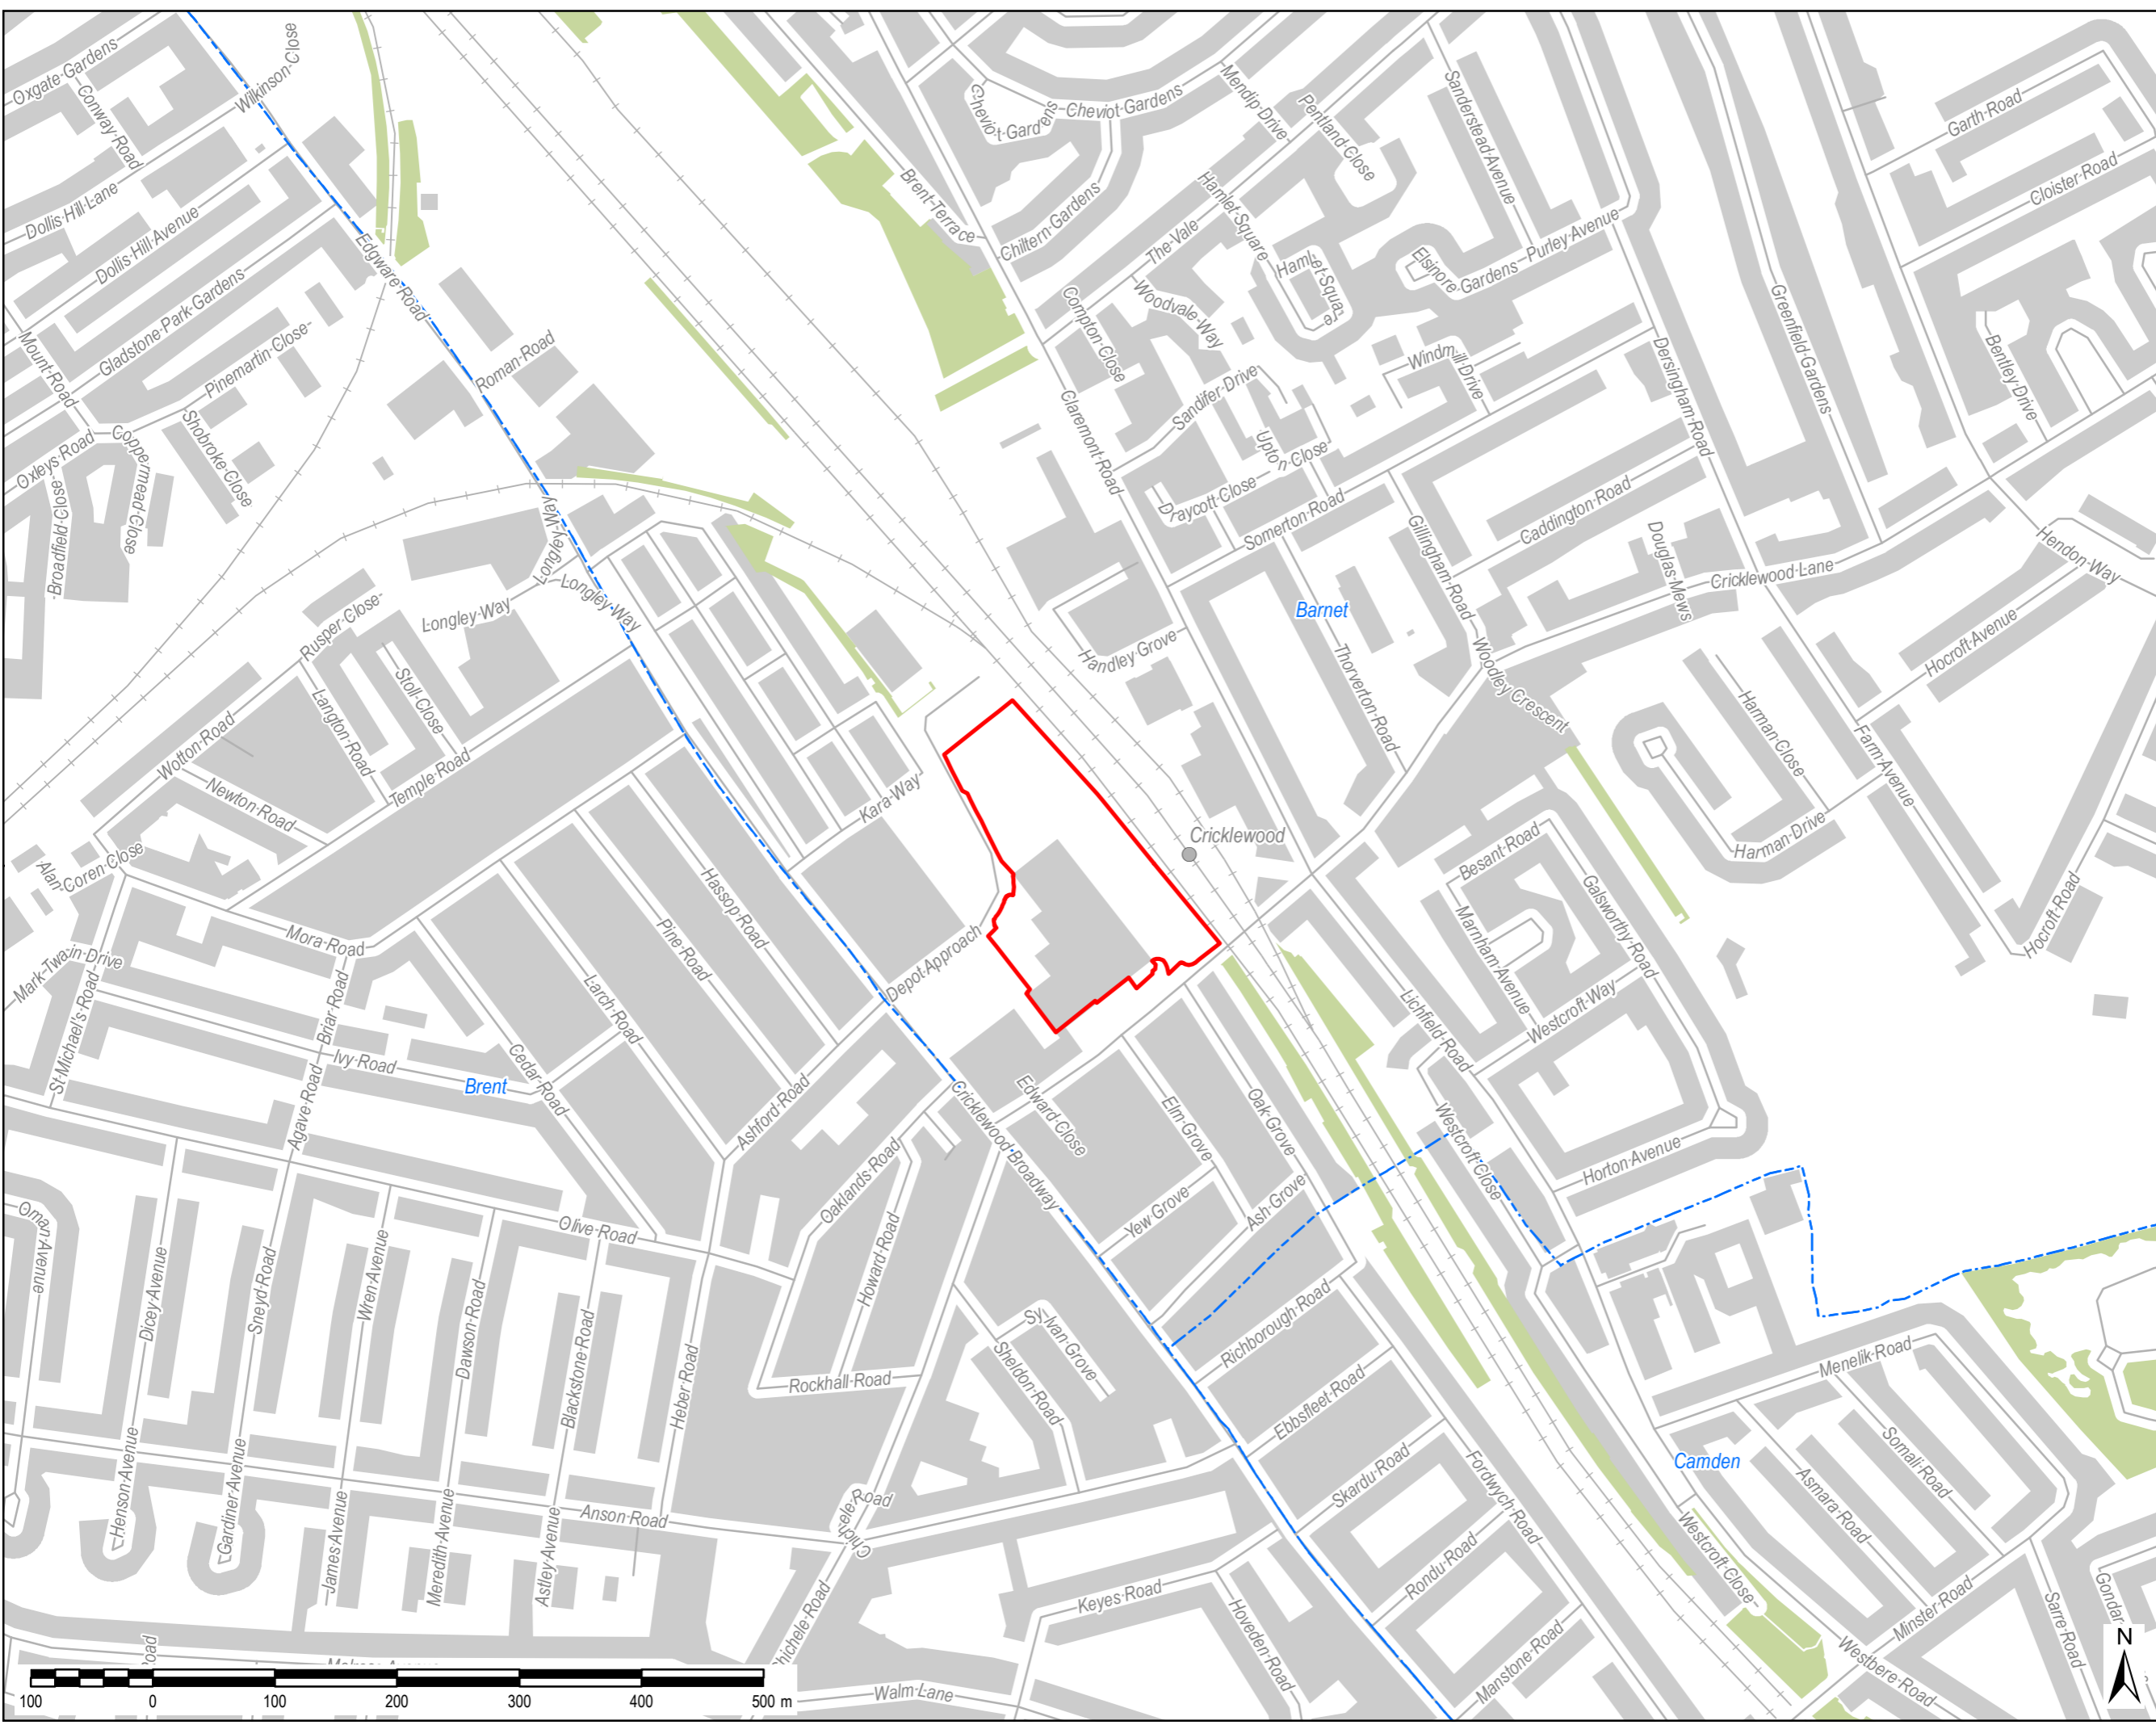 Oxgate Gardens
Conway Road
Wilkinson Close
Dollis Hill Lane
Dollis Hill Avenue
Edgware Road
Gladstone Park Gardens
Mount Road
Pinemartin Close
Roman Road
Oxleys Road
Coppermead Close
Shobroke Close
Broadfield Close
Cheviot Gardens
Cheviot Gardens
Mendip Drive
Pentland Close
Sanderstead Avenue
Garth Road
Cloister Road
Brent Terrace
Chiltern Gardens
The Vale
Hamlet Square
Hamlet Square
Elsinore Gardens
Purley Avenue
Woodvale Way
Compton Close
Windmill Drive
Dersingham Road
Greenfield Gardens
Bentley Drive
Claremont Road
Sandifer Drive
Upton Close
Draycott Close
Somerton Road
Gillingham Road
Caddington Road
Douglas Mews
Cricklewood Lane
Hendon Way
Longley Way
Longley Way
Longley Way
Rusper Close
Stoll Close
Langton Road
Wotton Road
Newton Road
Temple Road
Barnet
Handley Grove
Thorverton Road
Woodley Crescent
Hocroft Avenue
Harman Close
Farm Avenue
Harman Drive
Hocroft Road
Kara Way
Cricklewood
Alan Coren Close
Hassop Road
Pine Road
Mora Road
Larch Road
Depot Approach
Besant Road
Galsworthy Road
Marnham Avenue
Westcroft Way
Lichfield Road
Mark Twain Drive
St Michael's Road
Briar Road
Ivy Road
Cedar Road
Brent
Agave Road
Ashford Road
Edward Close
Elm Grove
Oak Grove
Cricklewood Broadway
Oaklands Road
Yew Grove
Ash Grove
Westcroft Close
Horton Avenue
Oman Avenue
Dicey Avenue
Sneyd Road
Wren Avenue
Dawson Road
Olive Road
Blackstone Road
Heber Road
Howard Road
Rockhall Road
Sylvan Grove
Sheldon Road
Richborough Road
Ebbsfleet Road
Skardu Road
Fordwych Road
Menelik Road
Somali Road
Asmara Road
Camden
Henson Avenue
Gardiner Avenue
James Avenue
Meredith Avenue
Astley Avenue
Anson Road
Chichele Road
Chichele Road
Keyes Road
Hoveden Road
Rondu Road
Manstone Road
Westcroft Close
Westbere Road
Minster Road
Sarre Road
Gondar
Walm Lane
Road
100 0 100 200 300 400 500 m
N